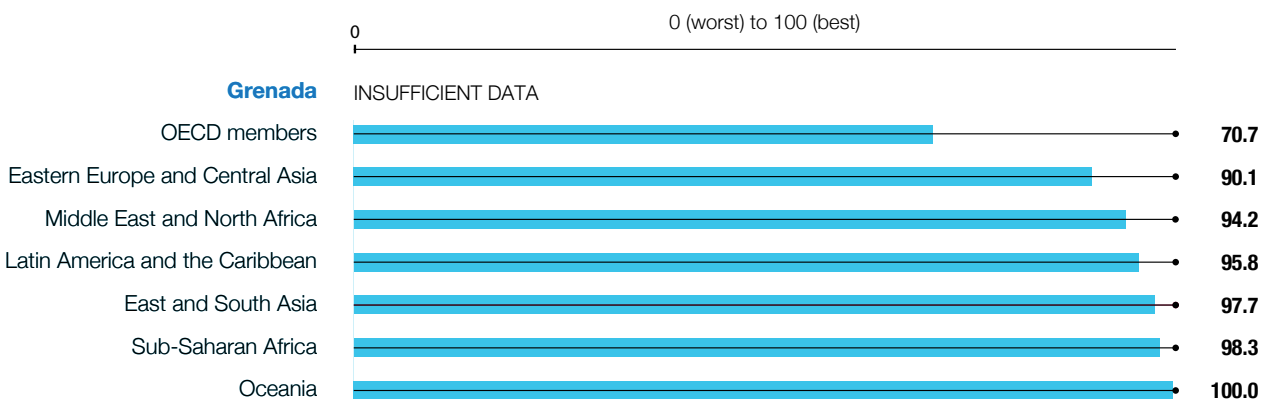 0 (worst) to 100 (best)
0
Grenada INSUFFICIENT DATA
OECD members 70.7
Eastern Europe and Central Asia 90.1
Middle East and North Africa 94.2
Latin America and the Caribbean 95.8
East and South Asia 97.7
Sub-Saharan Africa 98.3
Oceania 100.0